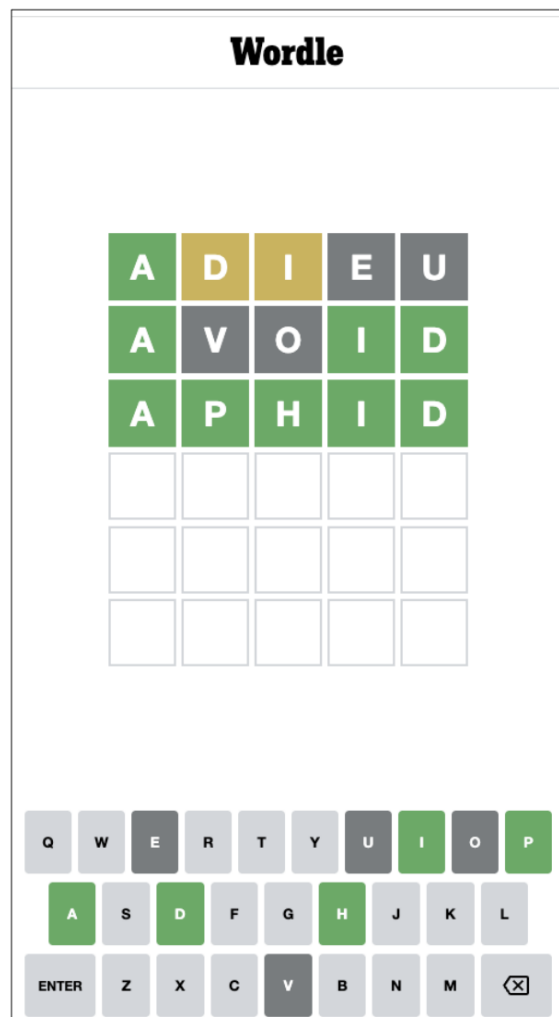 Wordle
A D I E U
A V O I D
A P H I D
Q W E R T Y U I O P
A S D F G H J K L
ENTER Z X C V B N M